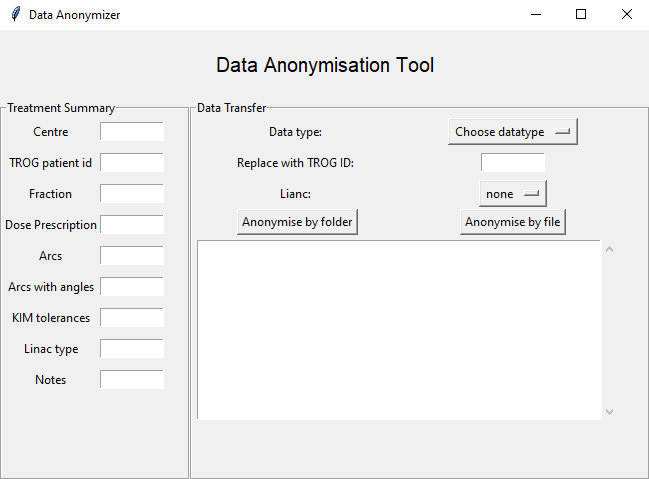 Data Anonymizer
Data Anonymisation Tool
Treatment Summary
Centre
TROG patient id
Fraction
Dose Prescription
Arcs
Arcs with angles
KIM tolerances
Linac type
Notes
Data Transfer
Data type:
Choose datatype
Replace with TROG ID:
Lianc:
none
Anonymise by folder
Anonymise by file